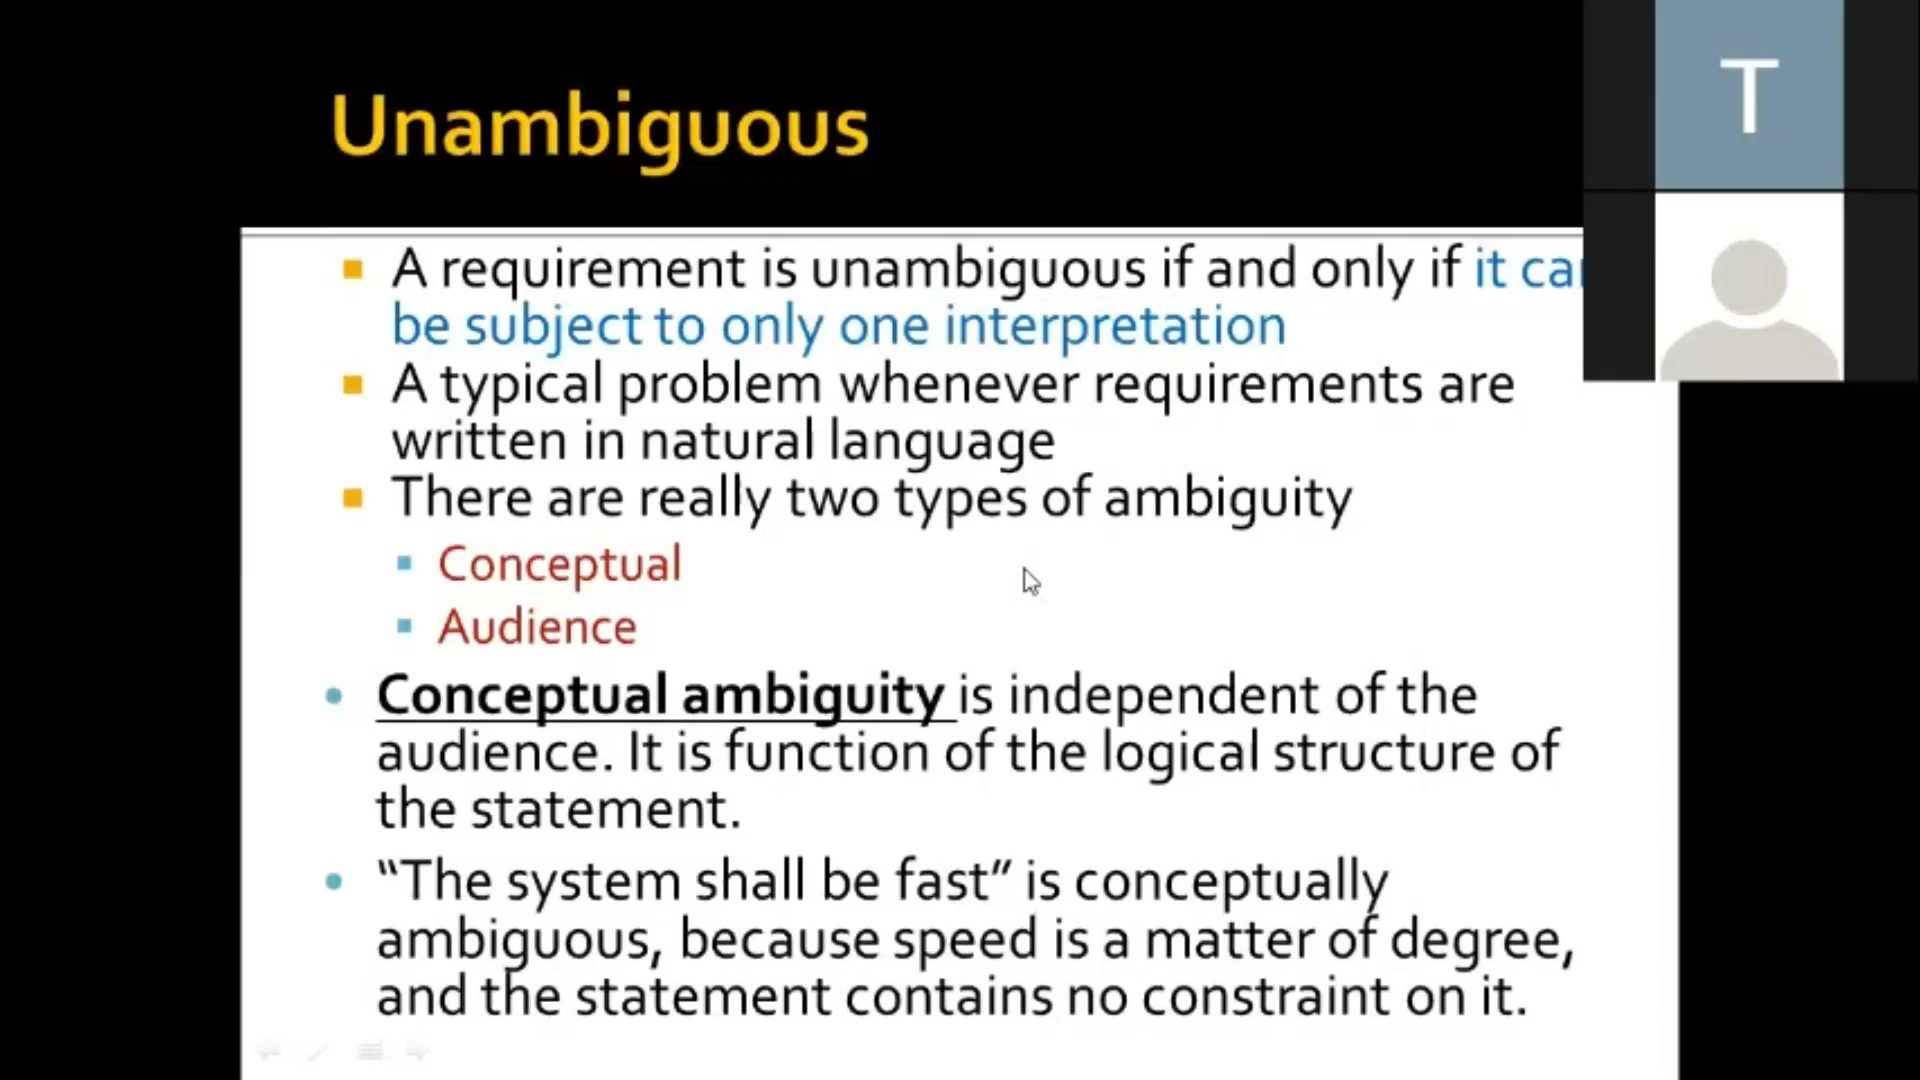 Unambiguous
T
A requirement is unambiguous if and only if it
be subject to only one interpretation
A typical problem whenever requirements are
written in natural language
There are really two types of ambiguity
Conceptual
Audience
Conceptual ambiguity is independent of the
audience. It is function of the logical structure of
the statement.
“The system shall be fast” is conceptually
ambiguous, because speed is a matter of degree,
and the statement contains no constraint on it.